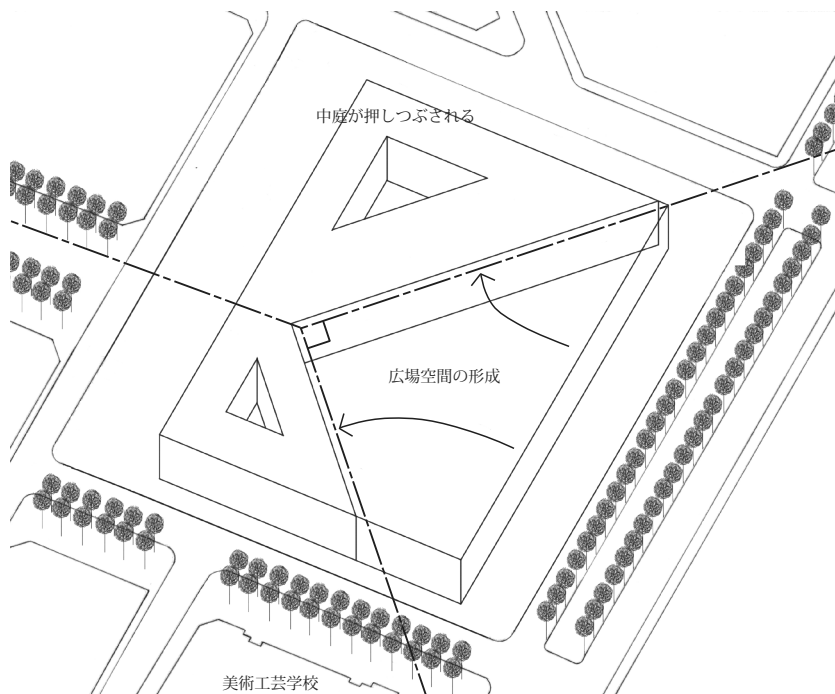 中庭が押しつぶされる
広場空間の形成
美術工芸学校